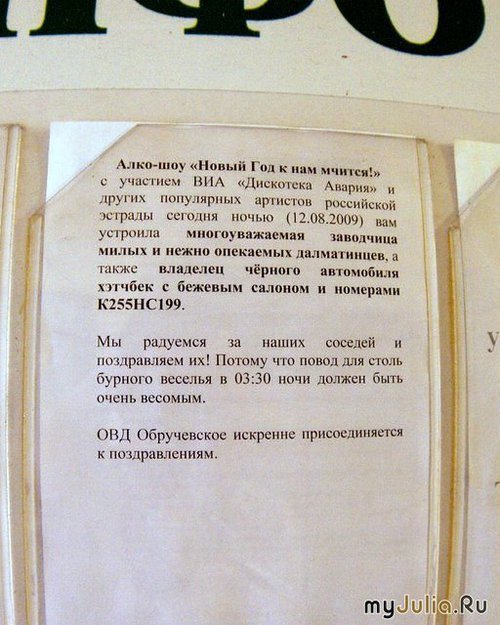 Алко-шоу «Новый Год к нам мчится!»
с участием ВИА «Дискотека Авария» и
других популярных артистов российской
эстрады сегодня ночью (12.08.2009) вам
устроила многоуважаемая заводчица
милых и нежно опекаемых далматинцев, а
также владелец чёрного автомобиля
хэтчбек с бежевым салоном и номерами
К255НС199.
Мы радуемся за наших соседей и
поздравляем их! Потому что повод для столь
бурного веселья в 03:30 ночи должен быть
очень весомым.
ОВД Обручевское искренне присоединяется
к поздравлениям.
myJulia.Ru